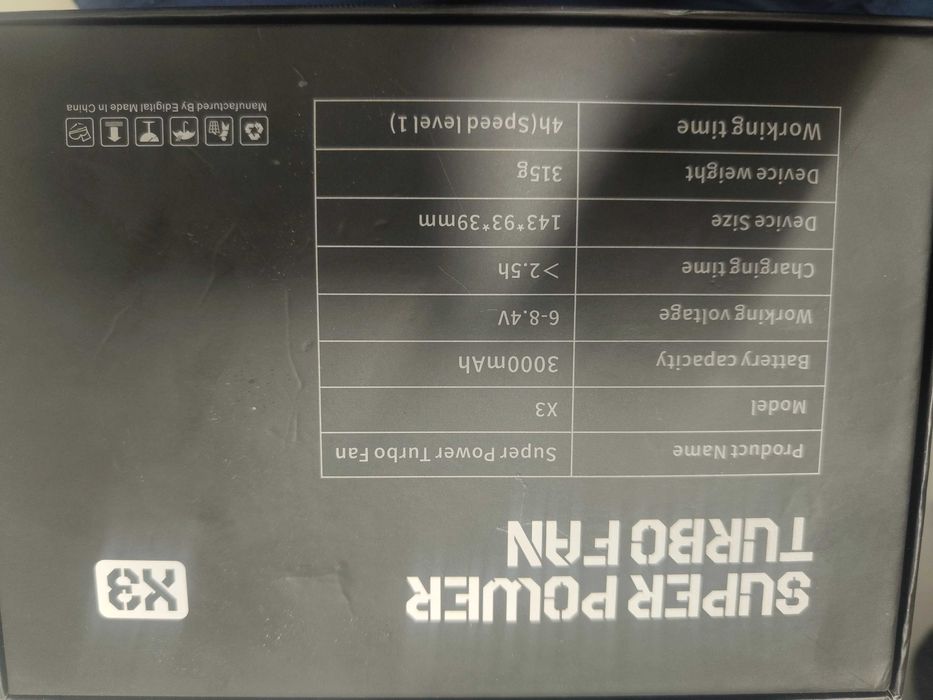 SUPER POWER
TURBO FAN
X3
Product Name Super Power Turbo Fan
Model X3
Battery capacity 3000mAh
Working voltage 6-8.4V
Charging time >2.5h
Device Size 143*93*39mm
Device weight 315g
Working time 4h(Speed level 1)
Manufactured By Edigital Made In China